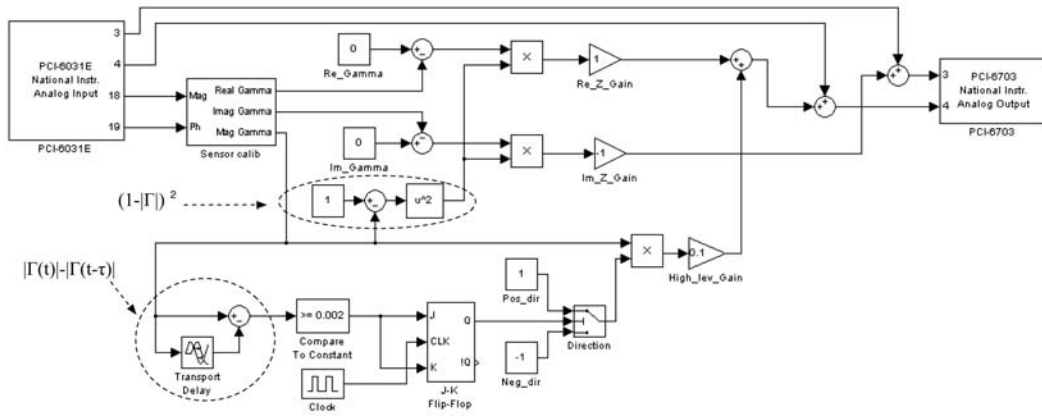 3
4
PCI-6031E
National Instr.
Analog Input
18
19
PCI-6031E
Mag
Ph
Real Gamma
Imag Gamma
Mag Gamma
Sensor calib
0
Re_Gamma
+
−
×
1
Re_Z_Gain
+
+
+
+
+
+
3
4
PCI-6703
National Instr.
Analog Output
PCI-6703
0
Im_Gamma
−
+
×
-1
Im_Z_Gain
(1-|Γ|) 2
1
+
−
u^2
|Γ(t)|-|Γ(t-τ)|
×
0.1
High_lev_Gain
+
−
Transport
Delay
>= 0.002
Compare
To Constant
Clock
J
CLK
K
Q
!Q
J-K
Flip-Flop
1
Pos_dir
-1
Neg_dir
Direction